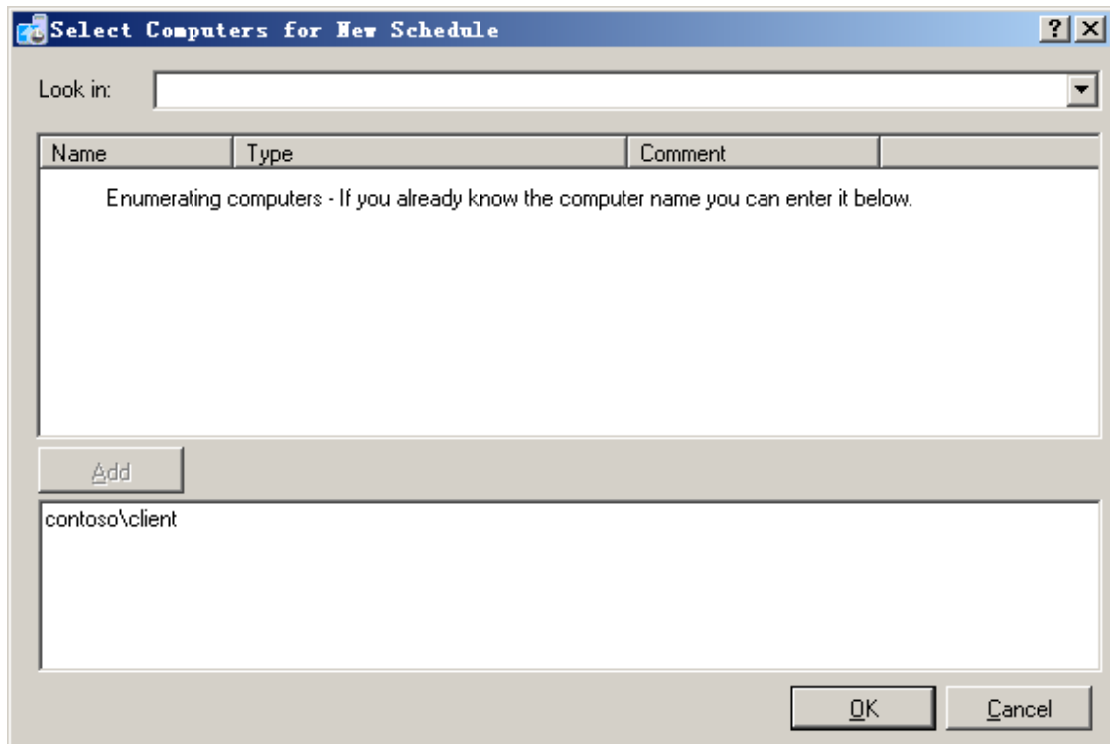 Select Computers for New Schedule
Look in:
Name Type Comment
Enumerating computers - If you already know the computer name you can enter it below.
Add
contoso\client
OK Cancel